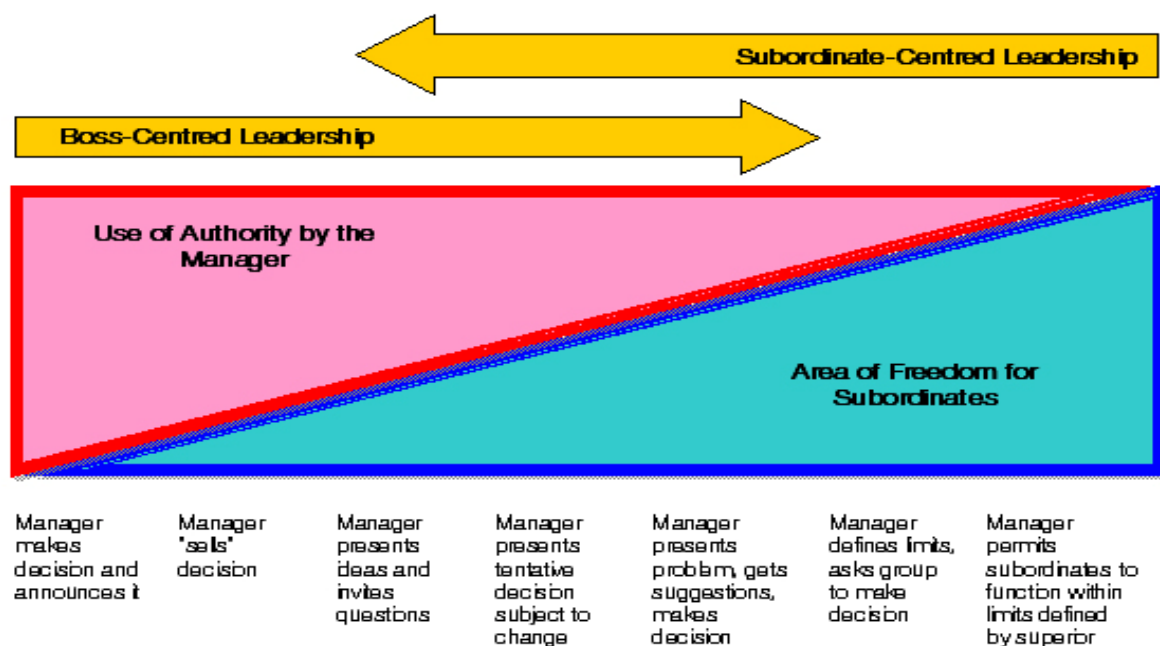 Subordinate-Centred Leadership
Boss-Centred Leadership
Use of Authority by the
Manager
Area of Freedom for
Subordinates
Manager
makes
decision and
announces it
Manager
"sells"
decision
Manager
presents
ideas and
invites
questions
Manager
presents
tentative
decision
subject to
change
Manager
presents
problem, gets
suggestions,
makes
decision
Manager
defines limits,
asks group
to make
decision
Manager
permits
subordinates to
function within
limits defined
by superior